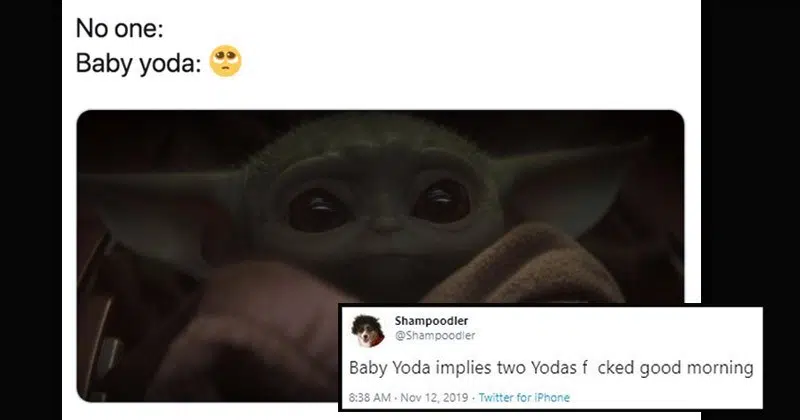 No one:
Baby yoda: 🥺
Shampoodler
@Shampoodler
Baby Yoda implies two Yodas f cked good morning
8:38 AM · Nov 12, 2019 · Twitter for iPhone